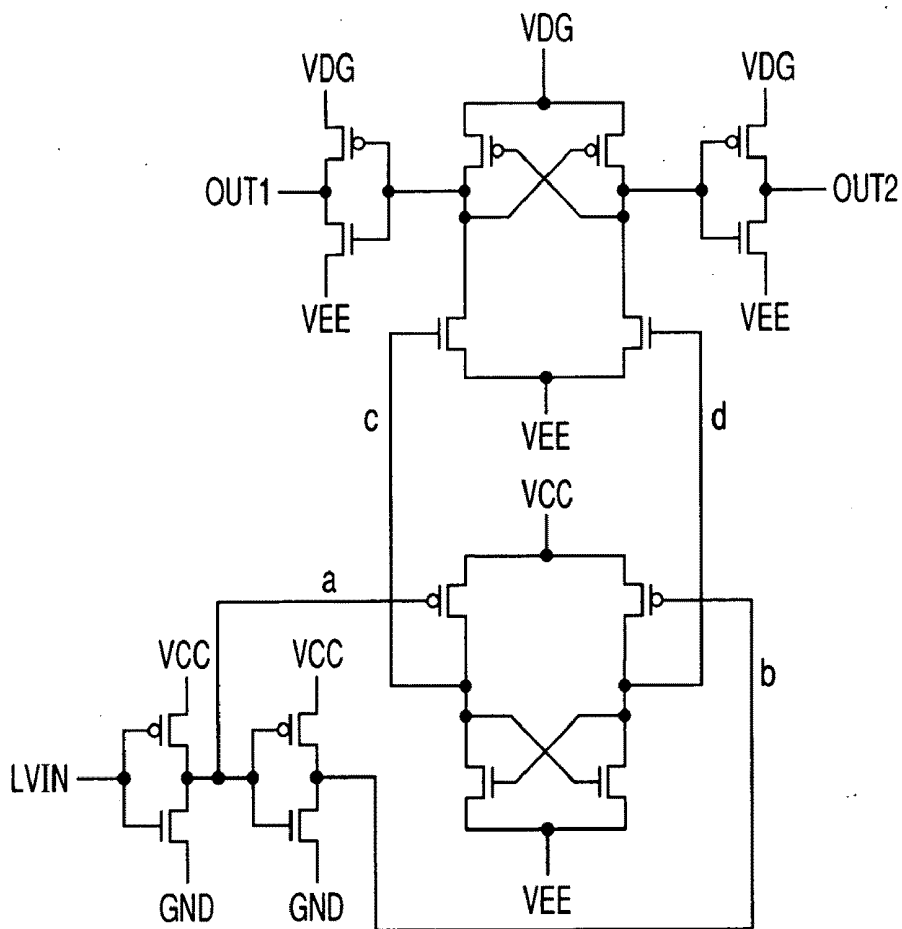 VDG
VDG
VDG
OUT1
OUT2
VEE
VEE
c
d
VEE
VCC
a
VCC
VCC
b
LVIN
GND
GND
VEE